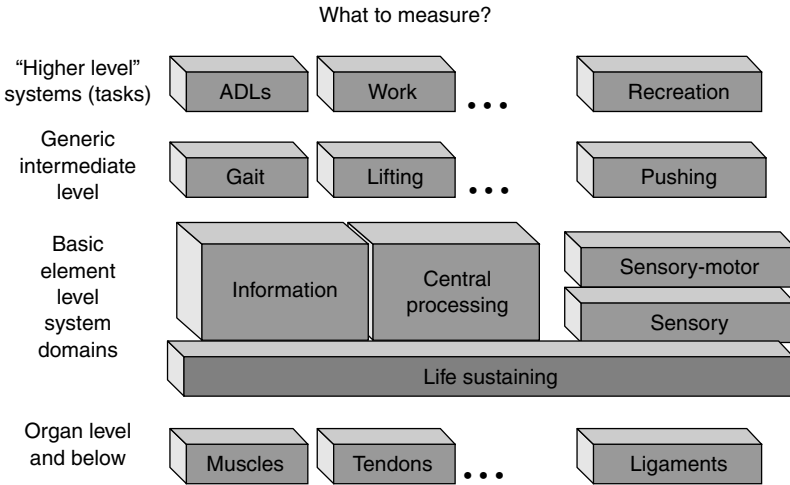 What to measure?
“Higher level”
systems (tasks)
ADLs
Work
...
Recreation
Generic
intermediate
level
Gait
Lifting
...
Pushing
Basic
element
level
system
domains
Information
Central
processing
Sensory-motor
Sensory
Life sustaining
Organ level
and below
Muscles
Tendons
...
Ligaments